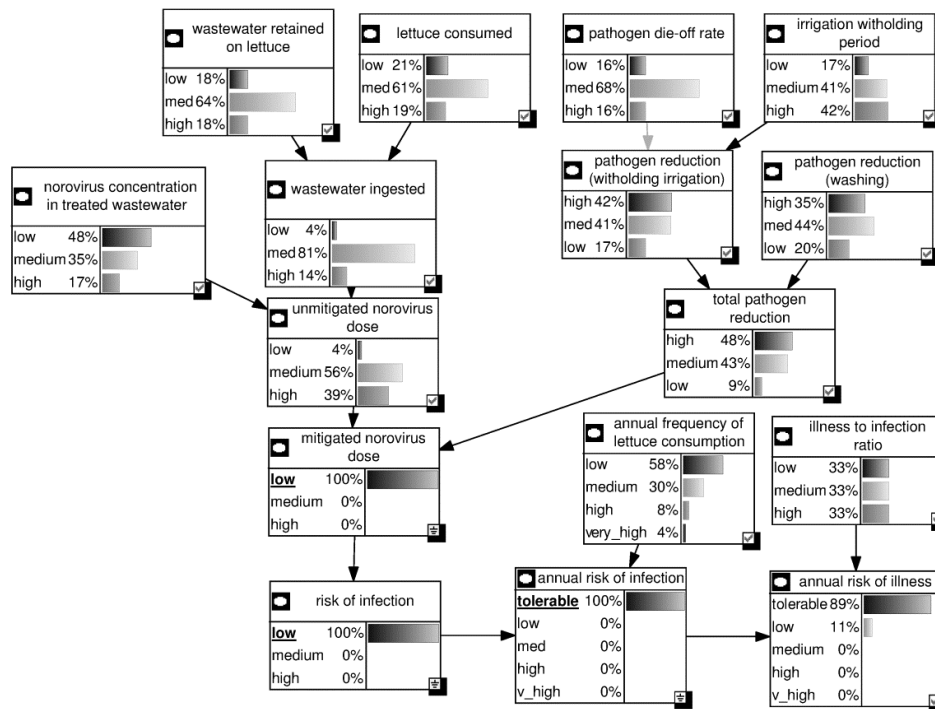 wastewater retained
on lettuce
low 18%
med 64%
high 18%
lettuce consumed
low 21%
med 61%
high 19%
pathogen die-off rate
low 16%
med 68%
high 16%
irrigation witholding
period
low 17%
medium 41%
high 42%
norovirus concentration
in treated wastewater
low 48%
medium 35%
high 17%
wastewater ingested
low 4%
med 81%
high 14%
pathogen reduction
(witholding irrigation)
high 42%
med 41%
low 17%
pathogen reduction
(washing)
high 35%
med 44%
low 20%
unmitigated norovirus
dose
low 4%
medium 56%
high 39%
total pathogen
reduction
high 48%
medium 43%
low 9%
mitigated norovirus
dose
low 100%
medium 0%
high 0%
annual frequency of
lettuce consumption
low 58%
medium 30%
high 8%
very_high 4%
illness to infection
ratio
low 33%
medium 33%
high 33%
risk of infection
low 100%
medium 0%
high 0%
annual risk of infection
tolerable 100%
low 0%
med 0%
high 0%
v_high 0%
annual risk of illness
tolerable 89%
low 11%
medium 0%
high 0%
v_high 0%